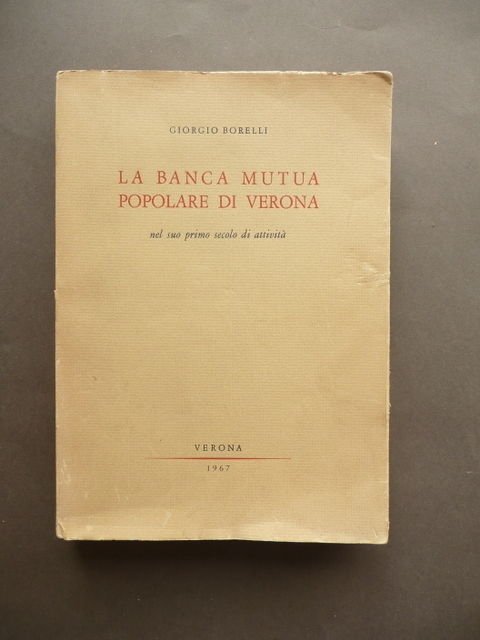 GIORGIO BORELLI
LA BANCA MUTUA
POPOLARE DI VERONA
nel suo primo secolo di attività
VERONA
1967